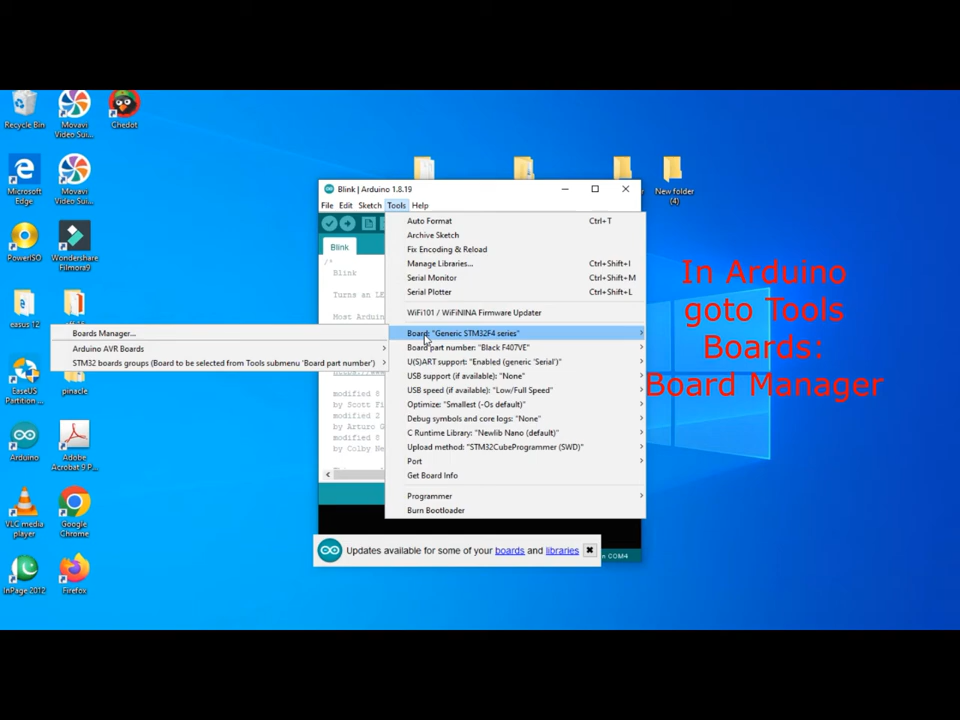 Recycle Bin
Movavi
Video Sui...
Chedot
Microsoft
Edge
Movavi
Video Sui...
New folder
(4)
PowerISO
Wondershare
Filmora9
easus 12
EaseUS
Partition ...
pinacle
Arduino
Adobe
Acrobat 9 P...
VLC media
player
Google
Chrome
InPage 2012
Firefox
Blink | Arduino 1.8.19
File Edit Sketch Tools Help
Blink
/*
Blink
Turns an LE
Most Arduin
modified 8
by Scott Fi
modified 2
by Arturo G
modified 8
by Colby Ne
Auto Format Ctrl+T
Archive Sketch
Fix Encoding & Reload
Manage Libraries... Ctrl+Shift+I
Serial Monitor Ctrl+Shift+M
Serial Plotter Ctrl+Shift+L
WiFi101 / WiFiNINA Firmware Updater
Board: "Generic STM32F4 series"
Board part number: "Black F407VE"
U(S)ART support: "Enabled (generic 'Serial')"
USB support (if available): "None"
USB speed (if available): "Low/Full Speed"
Optimize: "Smallest (-Os default)"
Debug symbols and core logs: "None"
C Runtime Library: "Newlib Nano (default)"
Upload method: "STM32CubeProgrammer (SWD)"
Port
Get Board Info
Programmer
Burn Bootloader
Boards Manager...
Arduino AVR Boards
STM32 boards groups (Board to be selected from Tools submenu 'Board part number')
Updates available for some of your boards and libraries
COM4
In Arduino
goto Tools
Boards:
Board Manager